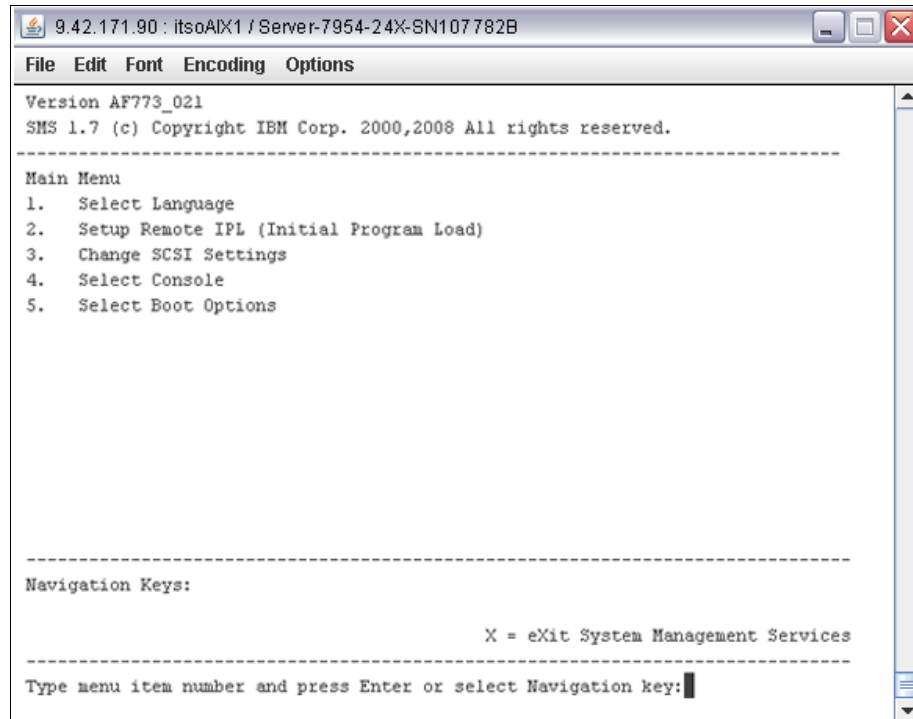 9.42.171.90 : itsoAIX1 / Server-7954-24X-SN107782B
File Edit Font Encoding Options
Version AF773_021
SMS 1.7 (c) Copyright IBM Corp. 2000,2008 All rights reserved.
--------------------------------------------------------------------------------
Main Menu
1. Select Language
2. Setup Remote IPL (Initial Program Load)
3. Change SCSI Settings
4. Select Console
5. Select Boot Options
--------------------------------------------------------------------------------
Navigation Keys:
X = eXit System Management Services
--------------------------------------------------------------------------------
Type menu item number and press Enter or select Navigation key: